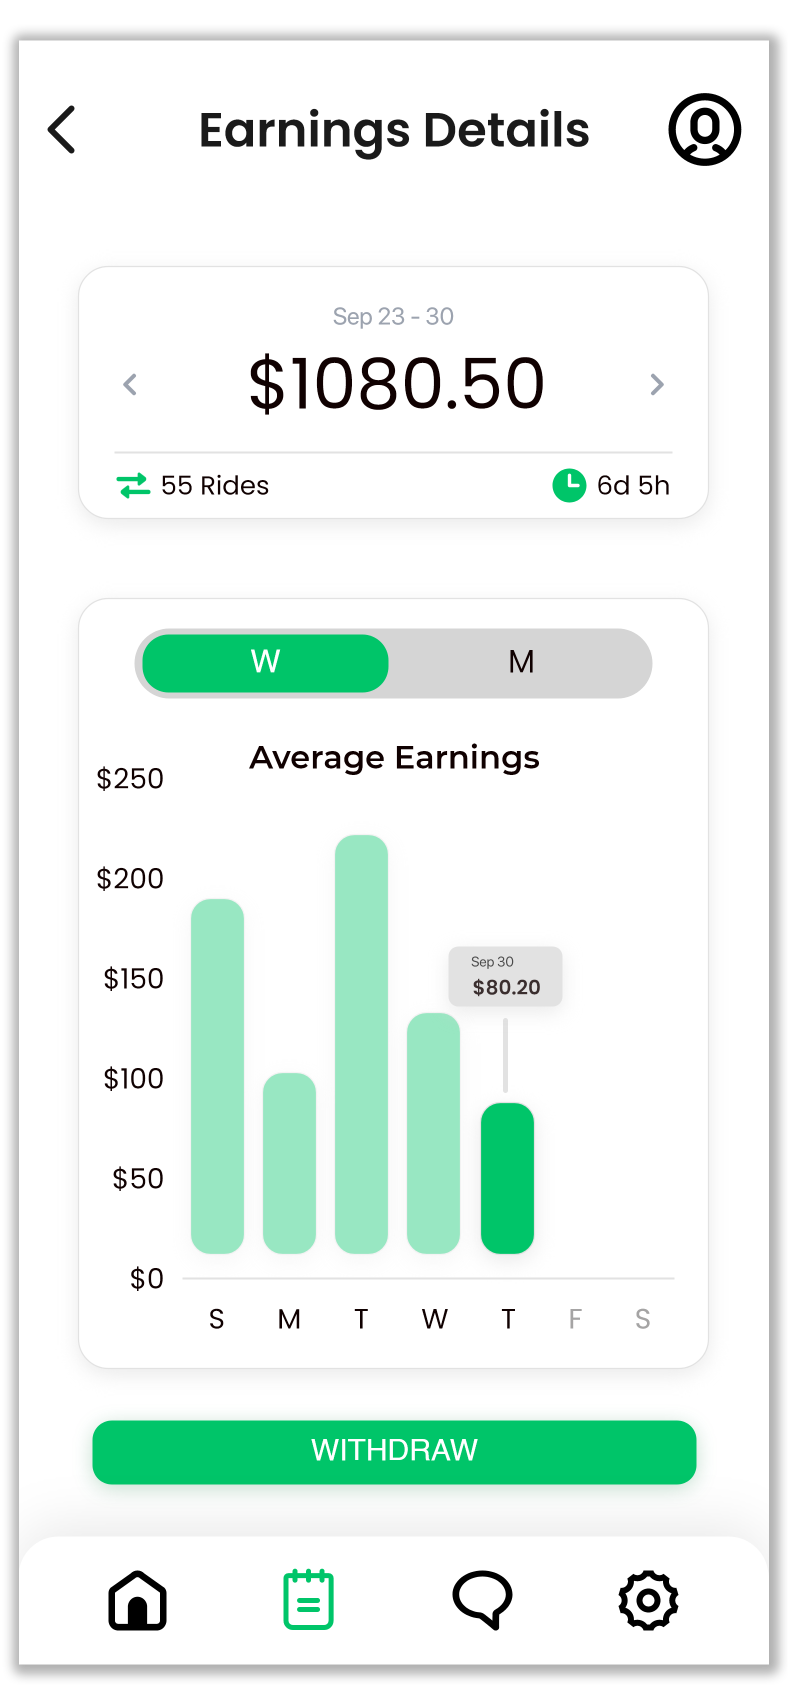 Earnings Details
Sep 23 - 30
$1080.50
55 Rides
6d 5h
W M
Average Earnings
$250
$200
$150
$100
$50
$0
Sep 30
$80.20
S M T W T F S
WITHDRAW